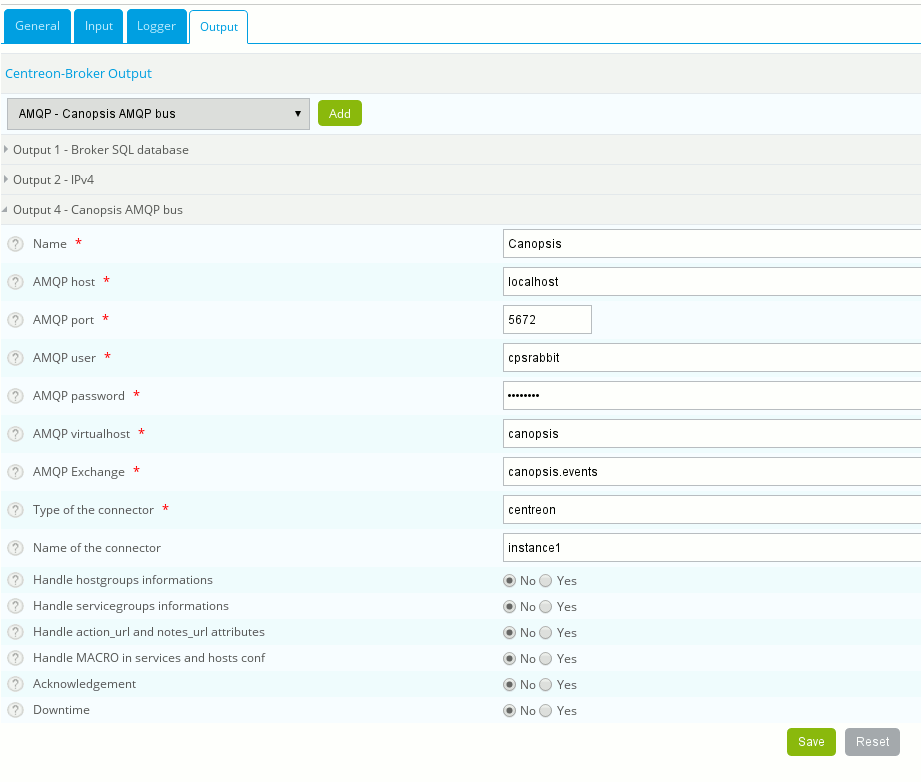 General Input Logger Output
Centreon-Broker Output
AMQP - Canopsis AMQP bus Add
Output 1 - Broker SQL database
Output 2 - IPv4
Output 4 - Canopsis AMQP bus
? Name * Canopsis
? AMQP host * localhost
? AMQP port * 5672
? AMQP user * cpsrabbit
? AMQP password * ••••••••
? AMQP virtualhost * canopsis
? AMQP Exchange * canopsis.events
? Type of the connector * centreon
? Name of the connector instance1
? Handle hostgroups informations No Yes
? Handle servicegroups informations No Yes
? Handle action_url and notes_url attributes No Yes
? Handle MACRO in services and hosts conf No Yes
? Acknowledgement No Yes
? Downtime No Yes
Save Reset